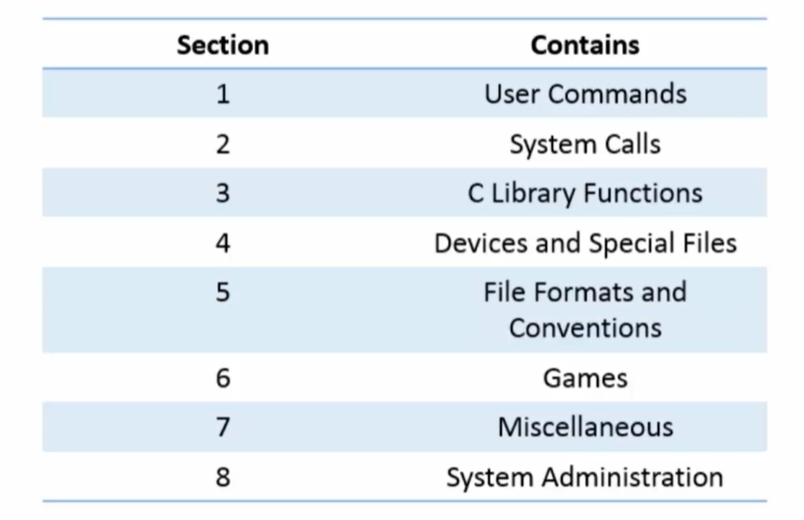 Section Contains
1 User Commands
2 System Calls
3 C Library Functions
4 Devices and Special Files
5 File Formats and
Conventions
6 Games
7 Miscellaneous
8 System Administration